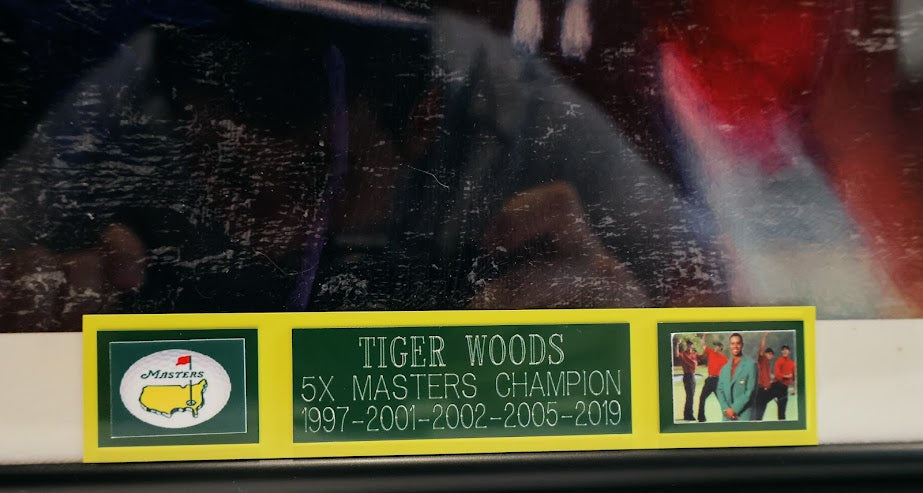 MASTERS
TIGER WOODS
5X MASTERS CHAMPION
1997-2001-2002-2005-2019